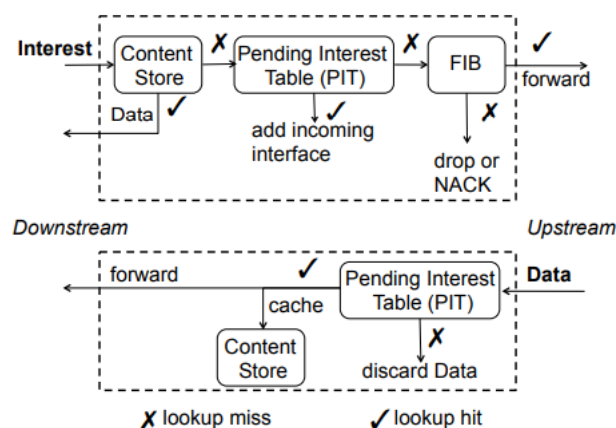 Interest
Content
Store
✗
Pending Interest
Table (PIT)
✗
FIB
✓
forward
Data
✓
✓
add incoming
interface
✗
drop or
NACK
Downstream
Upstream
forward
✓
cache
Pending Interest
Table (PIT)
Data
Content
Store
✗
discard Data
✗ lookup miss
✓ lookup hit